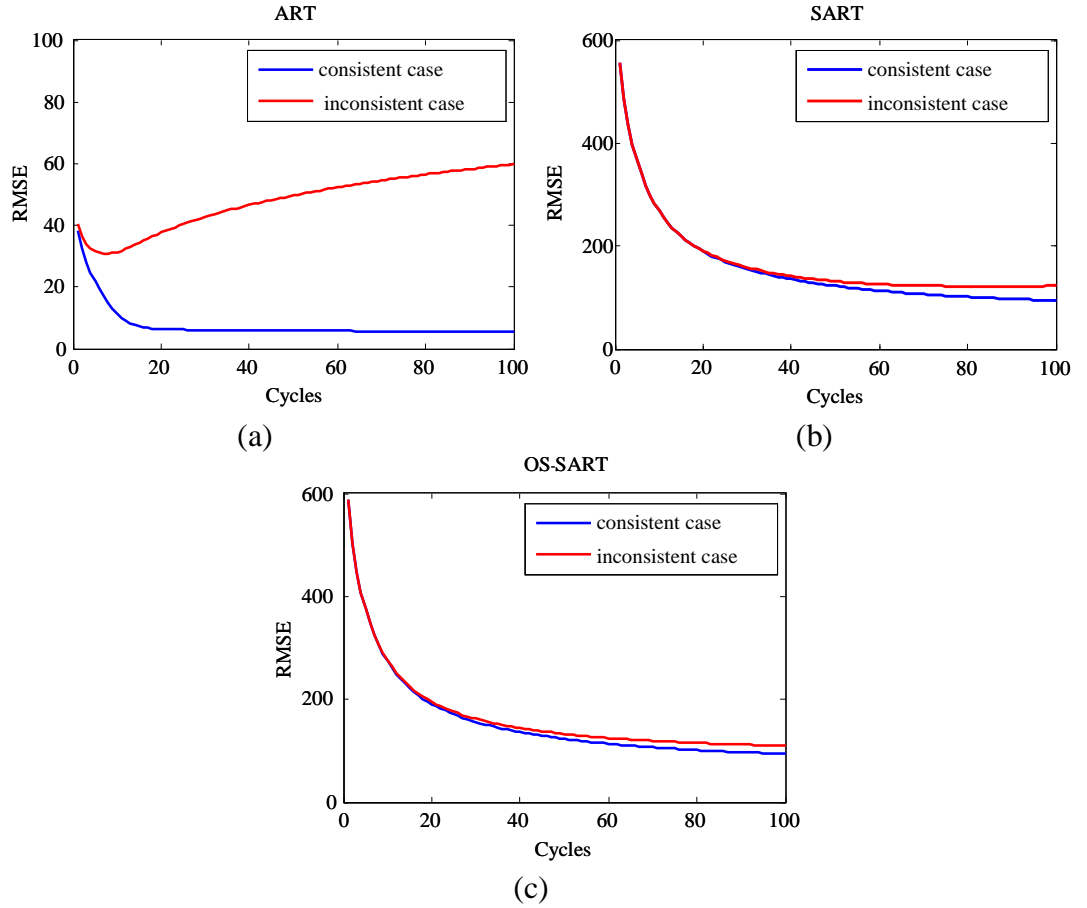 ART
100
80
60
40
20
0
RMSE
consistent case
inconsistent case
0 20 40 60 80 100
Cycles
(a)
SART
600
400
200
0
RMSE
consistent case
inconsistent case
0 20 40 60 80 100
Cycles
(b)
OS-SART
600
400
200
0
RMSE
consistent case
inconsistent case
0 20 40 60 80 100
Cycles
(c)